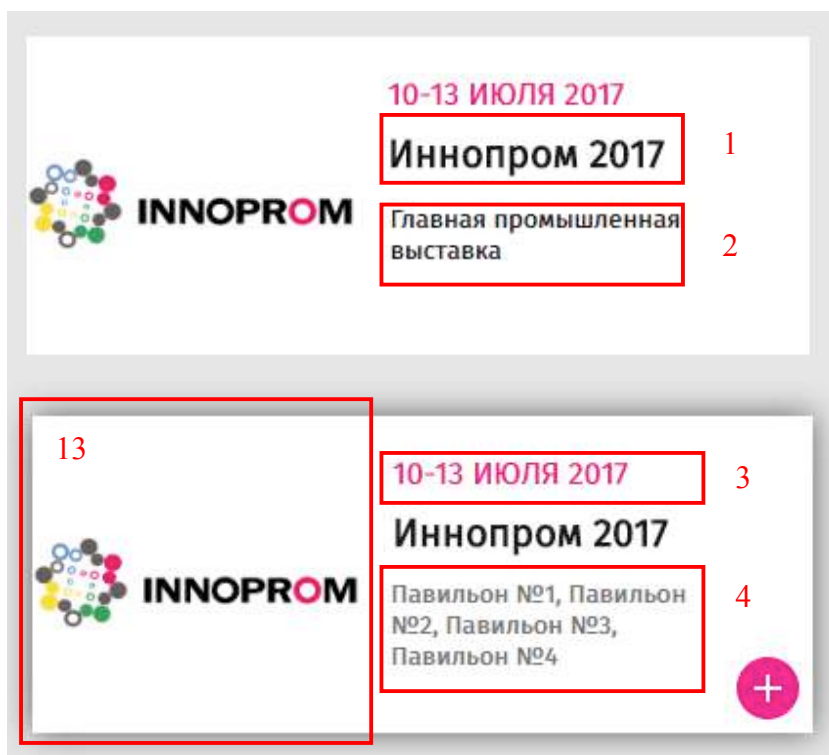 10-13 ИЮЛЯ 2017
Иннопром 2017
1
INNOPROM
Главная промышленная
выставка
2
13
10-13 ИЮЛЯ 2017
3
Иннопром 2017
INNOPROM
Павильон №1, Павильон
№2, Павильон №3,
Павильон №4
4
+